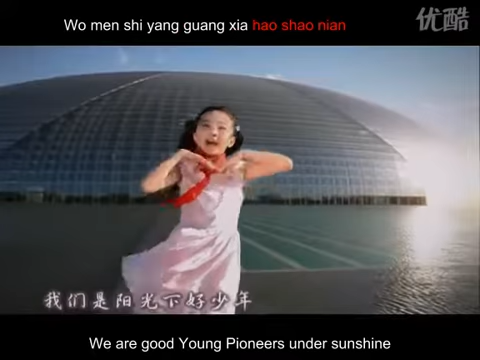 Wo men shi yang guang xia hao shao nian
优酷
我们是阳光下好少年
We are good Young Pioneers under sunshine